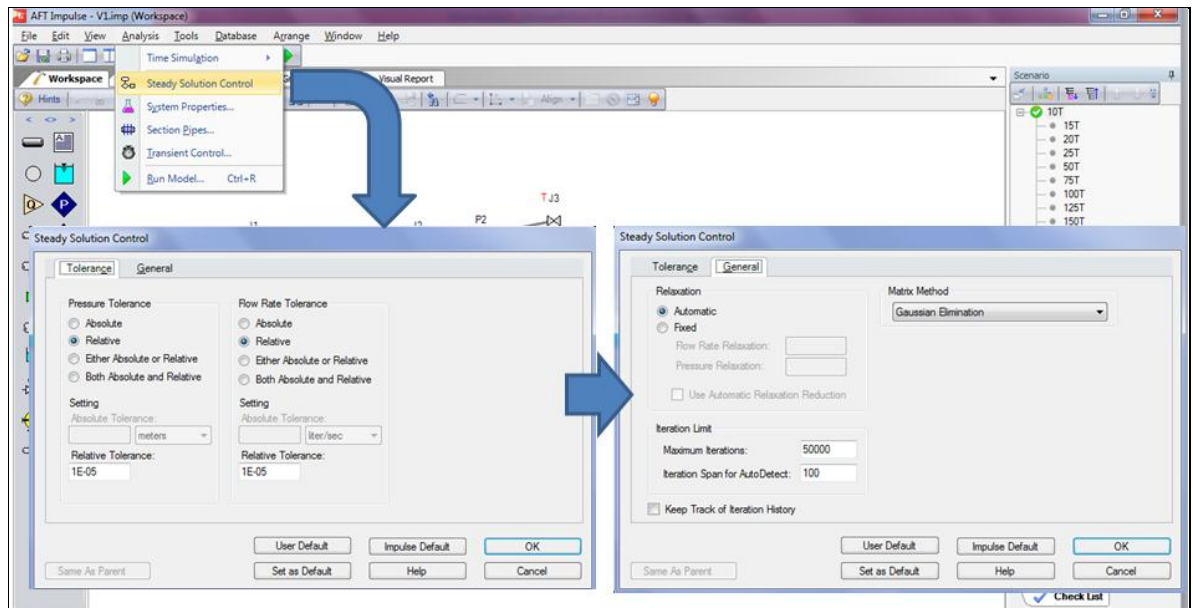 AFT Impulse - V1.imp (Workspace)
File Edit View Analysis Tools Database Arrange Window Help
Time Simulation
Workspace
Steady Solution Control
Visual Report
Scenario
Hints
System Properties...
Align
Section Pipes...
Transient Control...
Run Model... Ctrl+R
10T
15T
20T
25T
50T
75T
100T
125T
150T
T J3
P2
Steady Solution Control
Tolerance General
Pressure Tolerance
Absolute
Relative
Either Absolute or Relative
Both Absolute and Relative
Setting
Absolute Tolerance:
meters
Relative Tolerance:
1E-05
Flow Rate Tolerance
Absolute
Relative
Either Absolute or Relative
Both Absolute and Relative
Setting
Absolute Tolerance:
liter/sec
Relative Tolerance:
1E-05
User Default Impulse Default OK
Same As Parent Set as Default Help Cancel
Steady Solution Control
Tolerance General
Relaxation
Automatic
Fixed
Flow Rate Relaxation:
Pressure Relaxation:
Use Automatic Relaxation Reduction
Matrix Method
Gaussian Elimination
Iteration Limit
Maximum Iterations: 50000
Iteration Span for AutoDetect: 100
Keep Track of Iteration History
User Default Impulse Default OK
Same As Parent Set as Default Help Cancel
Check List